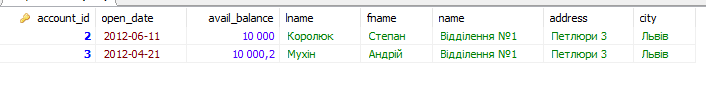 account_id open_date avail_balance lname fname name address city
2 2012-06-11 10 000 Королюк Степан Відділення №1 Петлюри 3 Львів
3 2012-04-21 10 000,2 Мухін Андрій Відділення №1 Петлюри 3 Львів